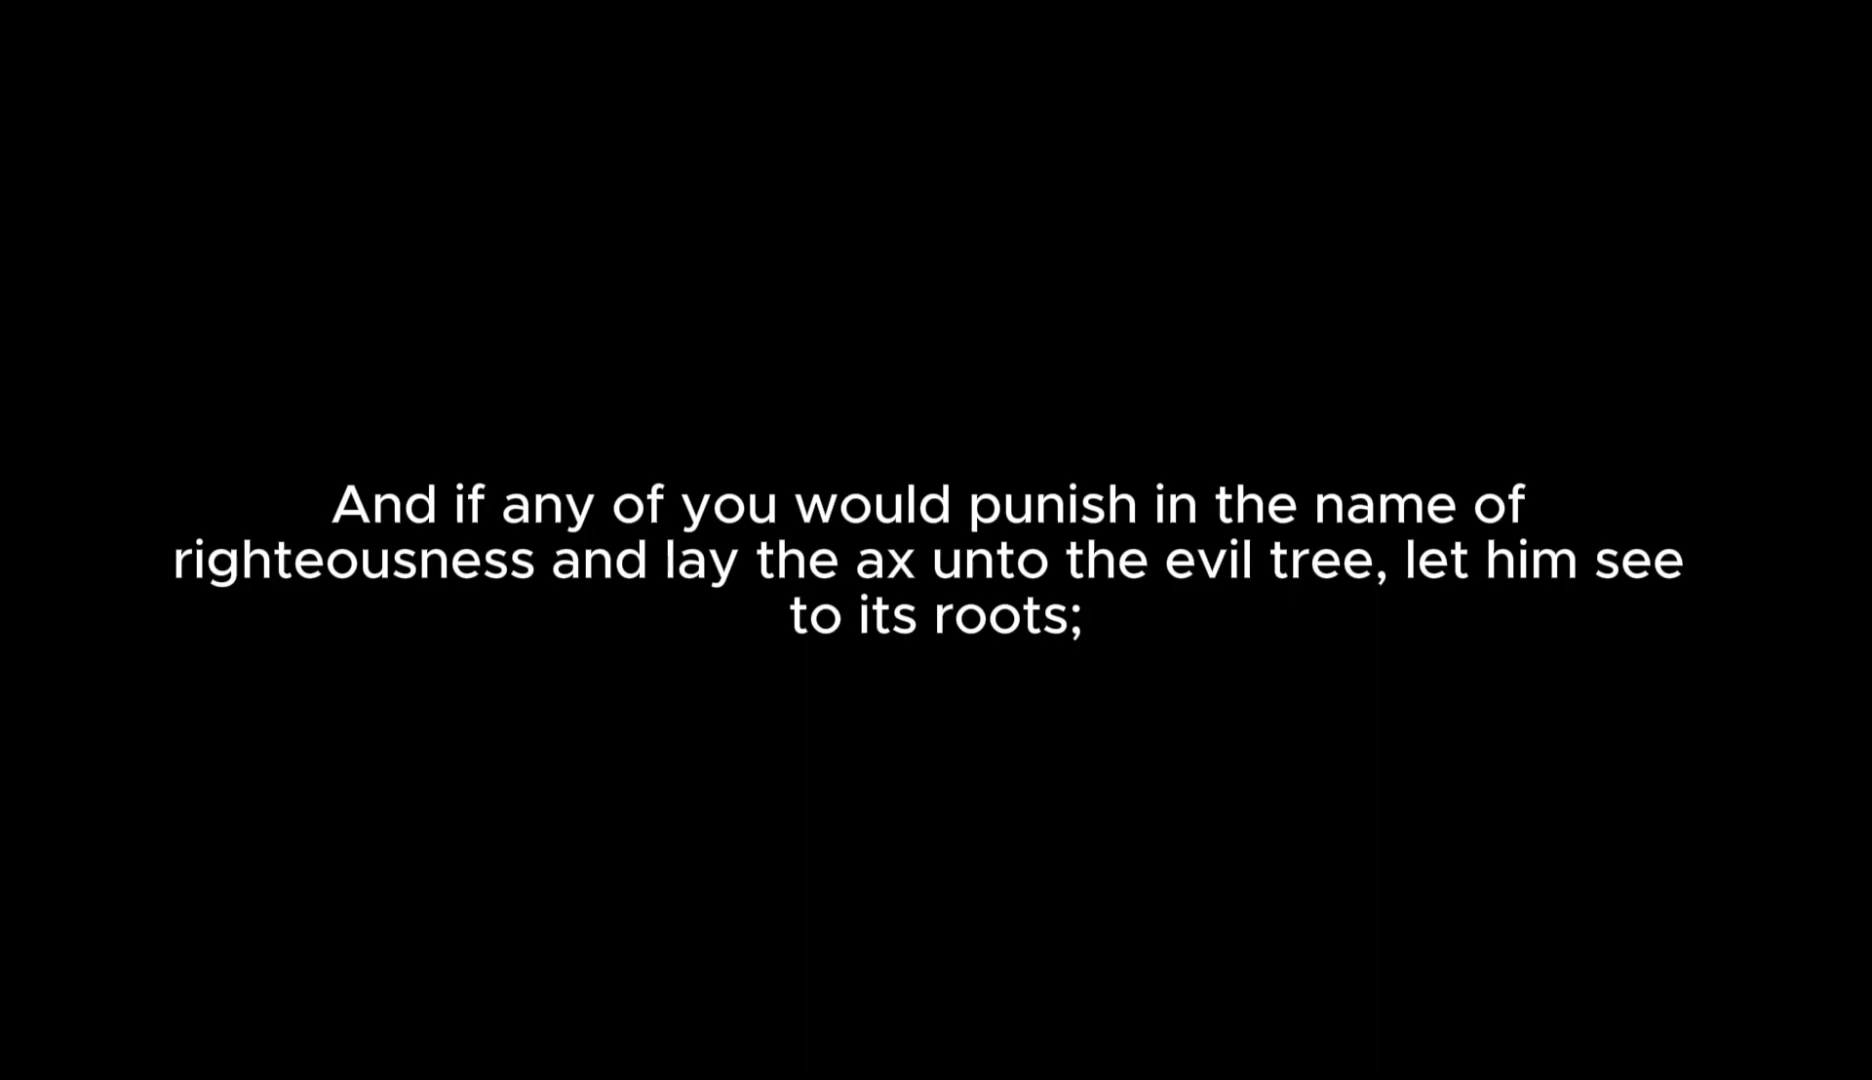 And if any of you would punish in the name of
righteousness and lay the ax unto the evil tree, let him see
to its roots;